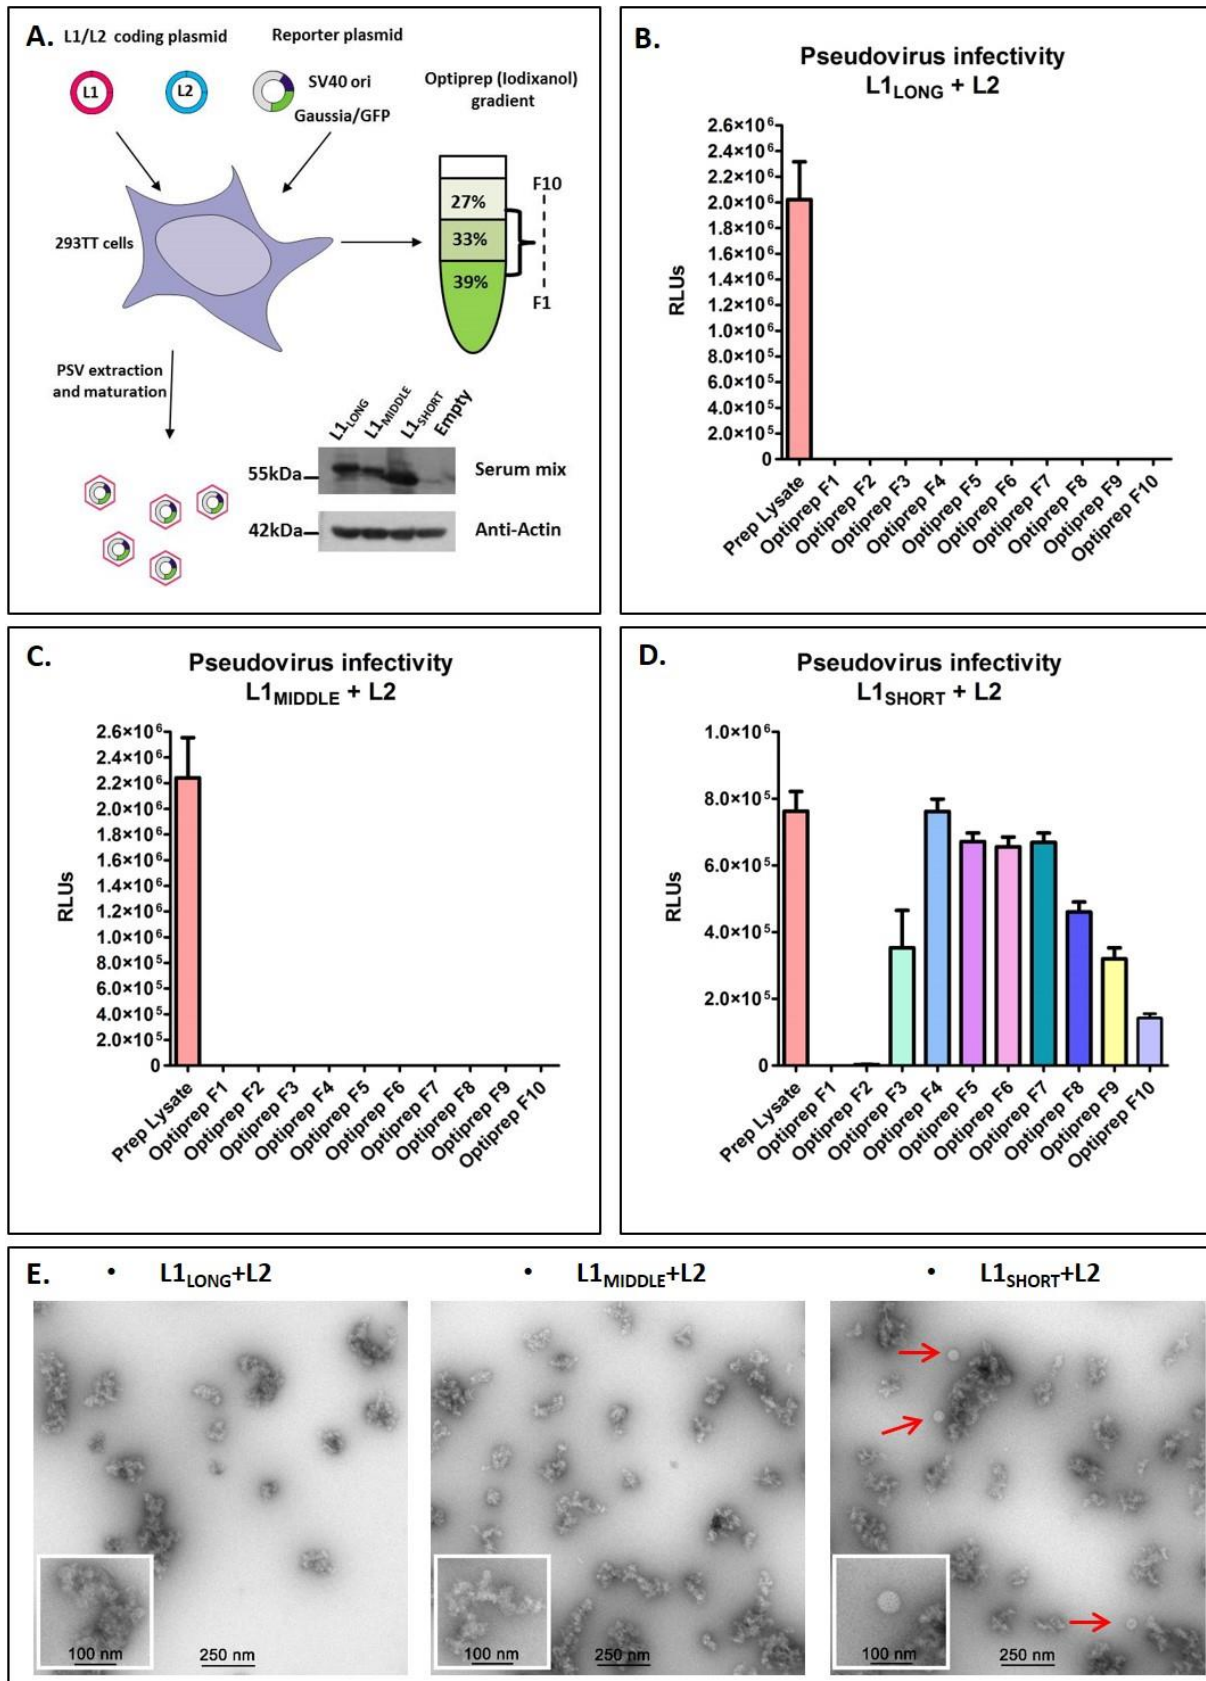 A.
L1/L2 coding plasmid
Reporter plasmid
L1
L2
SV40 ori
Gaussia/GFP
Optiprep (Iodixanol)
gradient
293TT cells
27%
33%
39%
F10
F1
PSV extraction
and maturation
L1LONG
L1MIDDLE
L1SHORT
Empty
55kDa
Serum mix
42kDa
Anti-Actin
B.
Pseudovirus infectivity
L1LONG + L2
RLUs
2.6×10⁶
2.4×10⁶
2.2×10⁶
2.0×10⁶
1.8×10⁶
1.6×10⁶
1.4×10⁶
1.2×10⁶
1.0×10⁶
8.0×10⁵
6.0×10⁵
4.0×10⁵
2.0×10⁵
0
Prep Lysate
Optiprep F1
Optiprep F2
Optiprep F3
Optiprep F4
Optiprep F5
Optiprep F6
Optiprep F7
Optiprep F8
Optiprep F9
Optiprep F10
C.
Pseudovirus infectivity
L1MIDDLE + L2
RLUs
2.6×10⁶
2.4×10⁶
2.2×10⁶
2.0×10⁶
1.8×10⁶
1.6×10⁶
1.4×10⁶
1.2×10⁶
1.0×10⁶
8.0×10⁵
6.0×10⁵
4.0×10⁵
2.0×10⁵
0
Prep Lysate
Optiprep F1
Optiprep F2
Optiprep F3
Optiprep F4
Optiprep F5
Optiprep F6
Optiprep F7
Optiprep F8
Optiprep F9
Optiprep F10
D.
Pseudovirus infectivity
L1SHORT + L2
RLUs
1.0×10⁶
8.0×10⁵
6.0×10⁵
4.0×10⁵
2.0×10⁵
0
Prep Lysate
Optiprep F1
Optiprep F2
Optiprep F3
Optiprep F4
Optiprep F5
Optiprep F6
Optiprep F7
Optiprep F8
Optiprep F9
Optiprep F10
E.
• L1LONG+L2
• L1MIDDLE+L2
• L1SHORT+L2
100 nm
250 nm
100 nm
250 nm
100 nm
250 nm